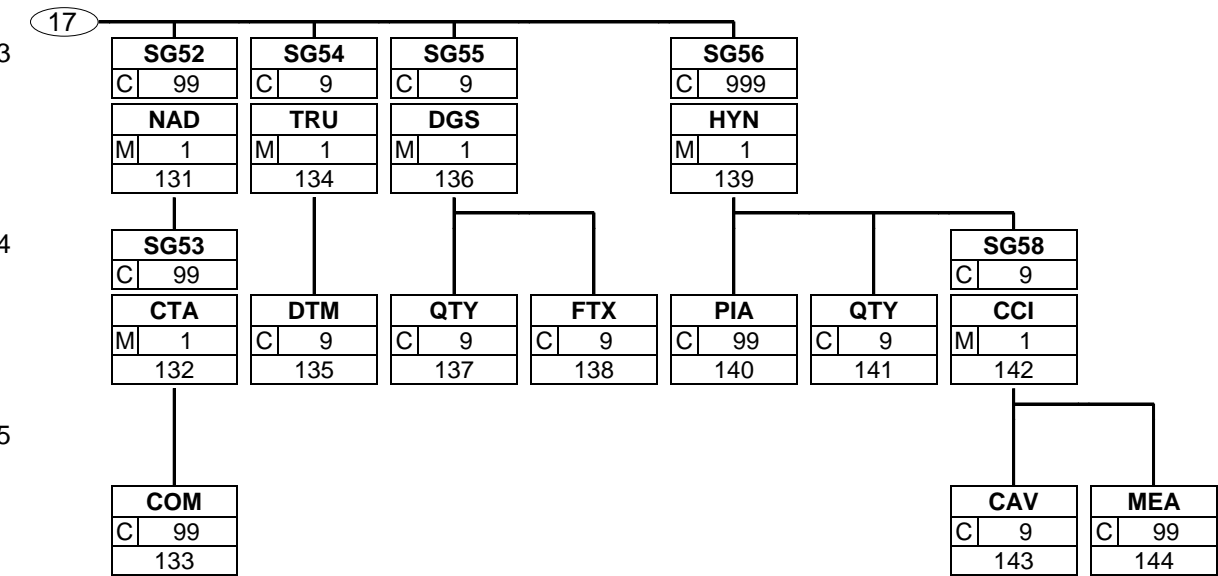 17
3
SG52 SG54 SG55 SG56
C 99 C 9 C 9 C 999
NAD TRU DGS HYN
M 1 M 1 M 1 M 1
131 134 136 139
4
SG53 SG58
C 99 C 9
CTA DTM QTY FTX PIA QTY CCI
M 1 C 9 C 9 C 9 C 99 C 9 M 1
132 135 137 138 140 141 142
5
COM CAV MEA
C 99 C 9 C 99
133 143 144